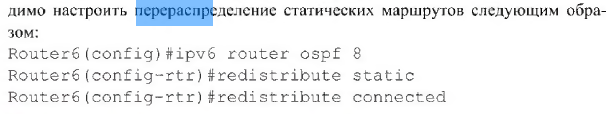 димо настроить перераспределение статических маршрутов следующим обра-
зом:
Router6(config)#ipv6 router ospf 8
Router6(config-rtr)#redistribute static
Router6(config-rtr)#redistribute connected